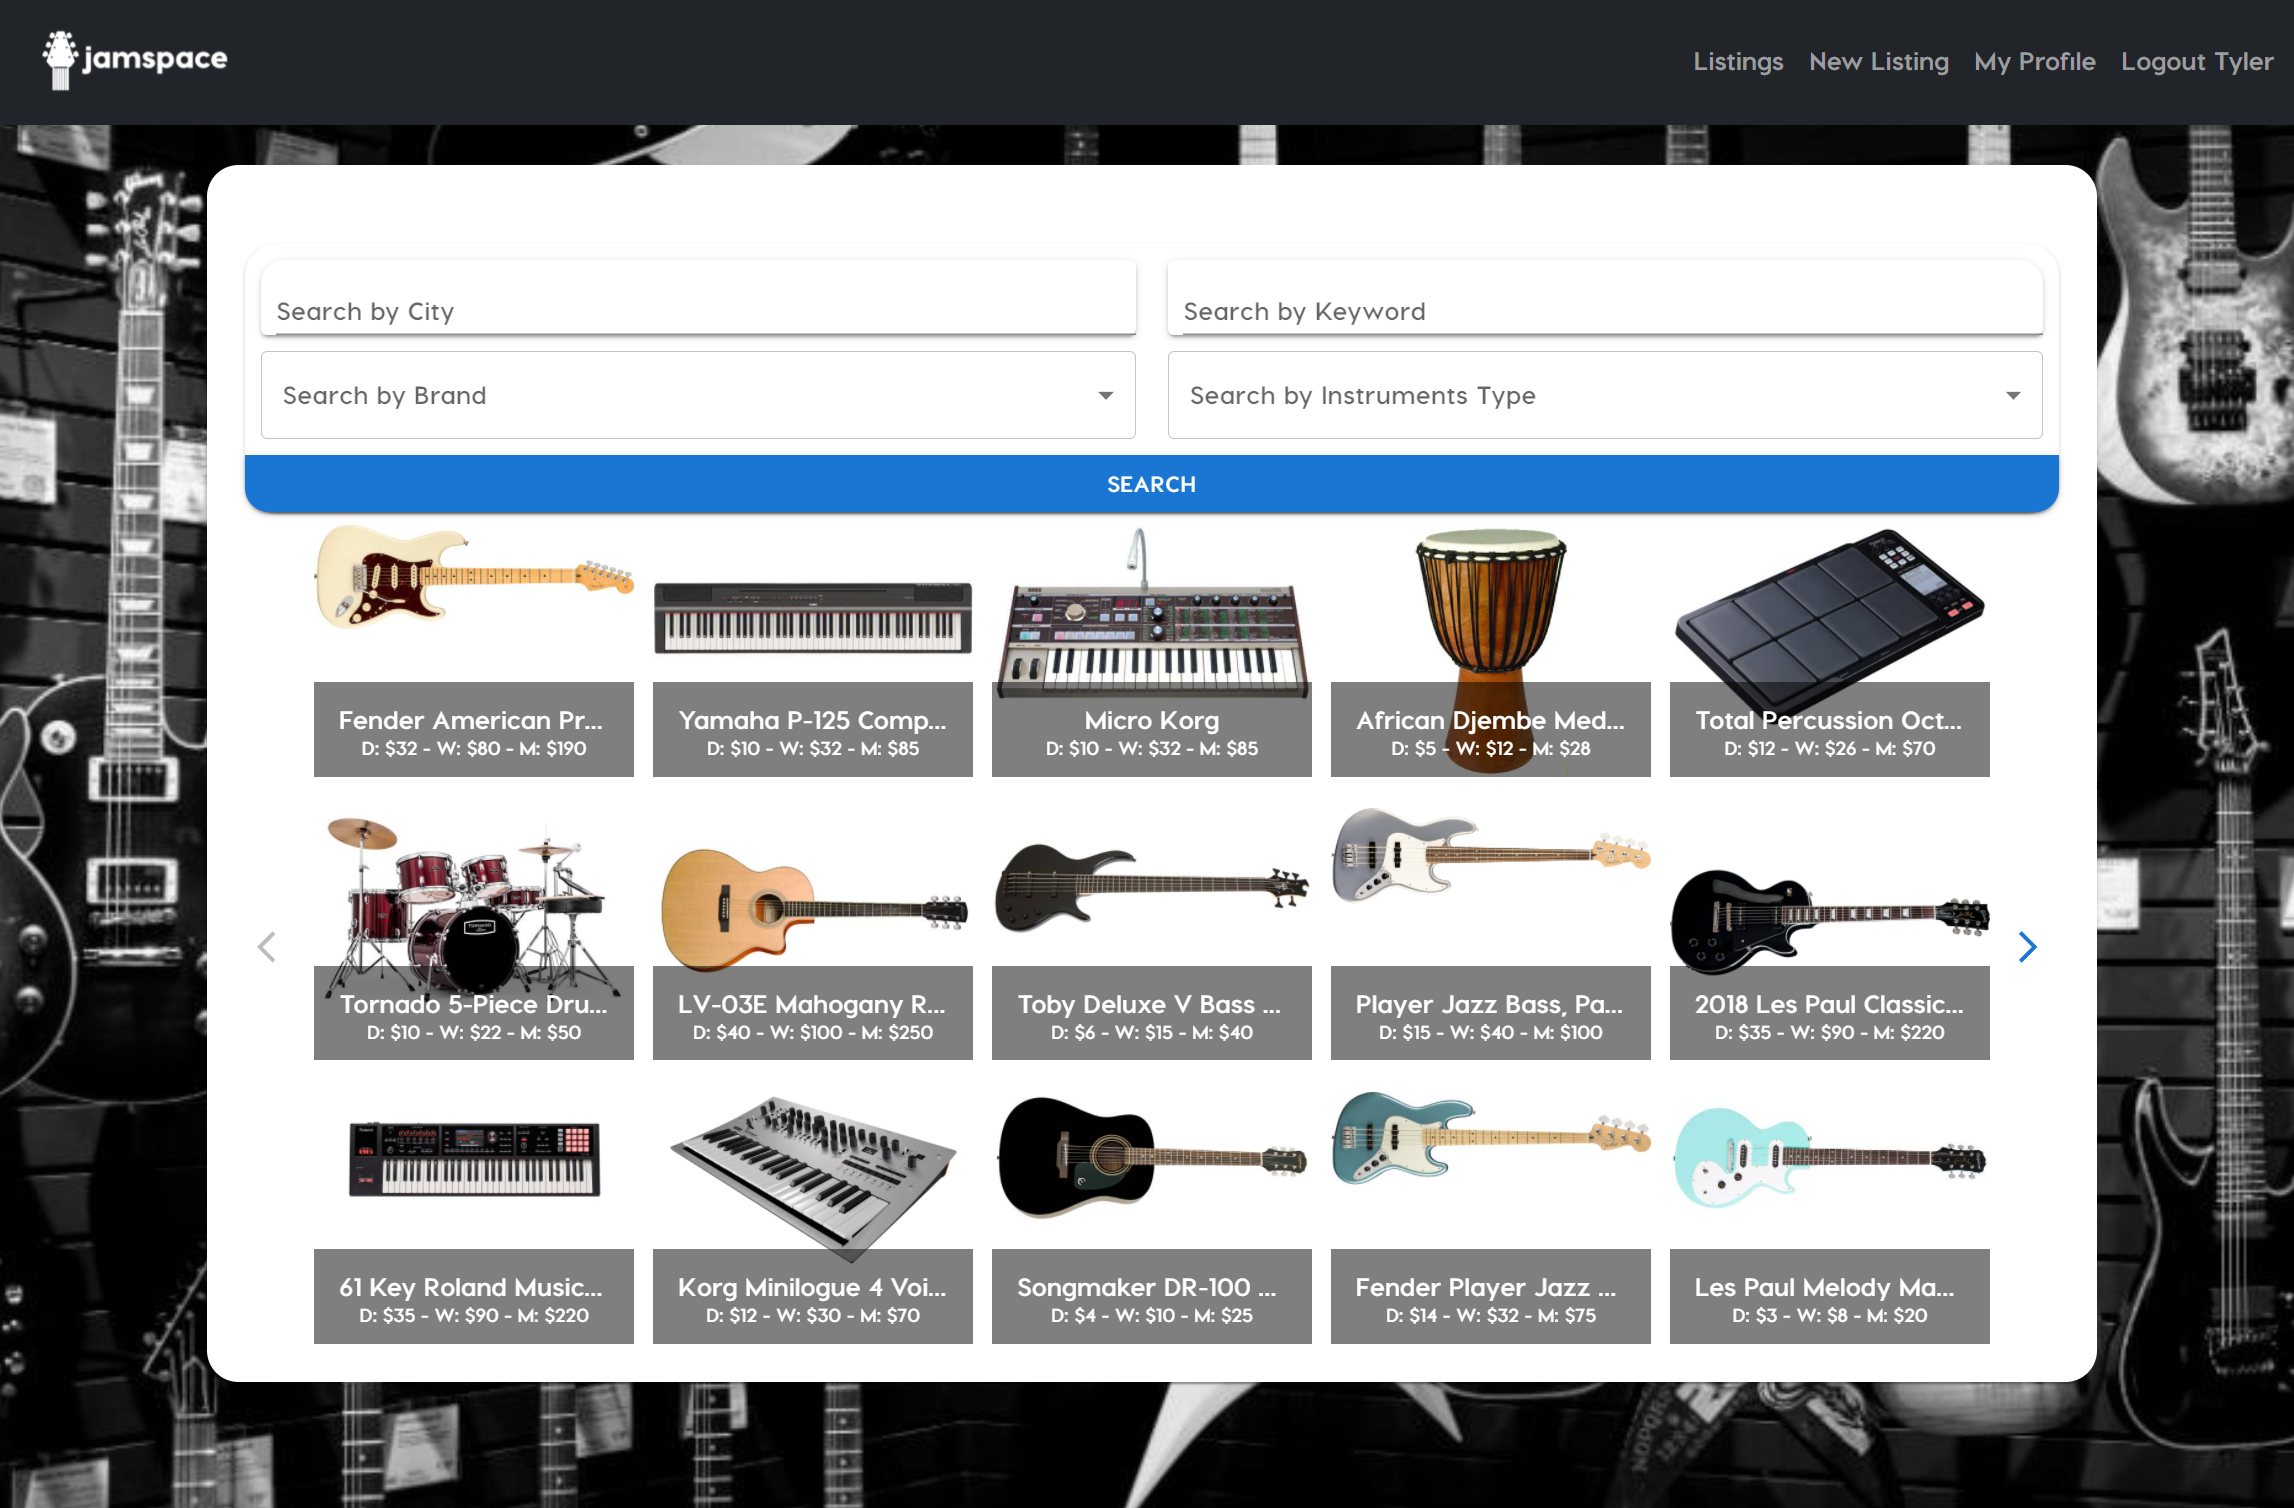 jamspace
Listings New Listing My Profile Logout Tyler
Search by City
Search by Keyword
Search by Brand
Search by Instruments Type
SEARCH
Fender American Pr...
D: $32 - W: $80 - M: $190
Yamaha P-125 Comp...
D: $10 - W: $32 - M: $85
Micro Korg
D: $10 - W: $32 - M: $85
African Djembe Med...
D: $5 - W: $12 - M: $28
Total Percussion Oct...
D: $12 - W: $26 - M: $70
TORNADO
Tornado 5-Piece Dru...
D: $10 - W: $22 - M: $50
LV-03E Mahogany R...
D: $40 - W: $100 - M: $250
Toby Deluxe V Bass ...
D: $6 - W: $15 - M: $40
Player Jazz Bass, Pa...
D: $15 - W: $40 - M: $100
2018 Les Paul Classic...
D: $35 - W: $90 - M: $220
Roland
61 Key Roland Music...
D: $35 - W: $90 - M: $220
Korg Minilogue 4 Voi...
D: $12 - W: $30 - M: $70
Songmaker DR-100 ...
D: $4 - W: $10 - M: $25
Fender Player Jazz ...
D: $14 - W: $32 - M: $75
Les Paul Melody Ma...
D: $3 - W: $8 - M: $20